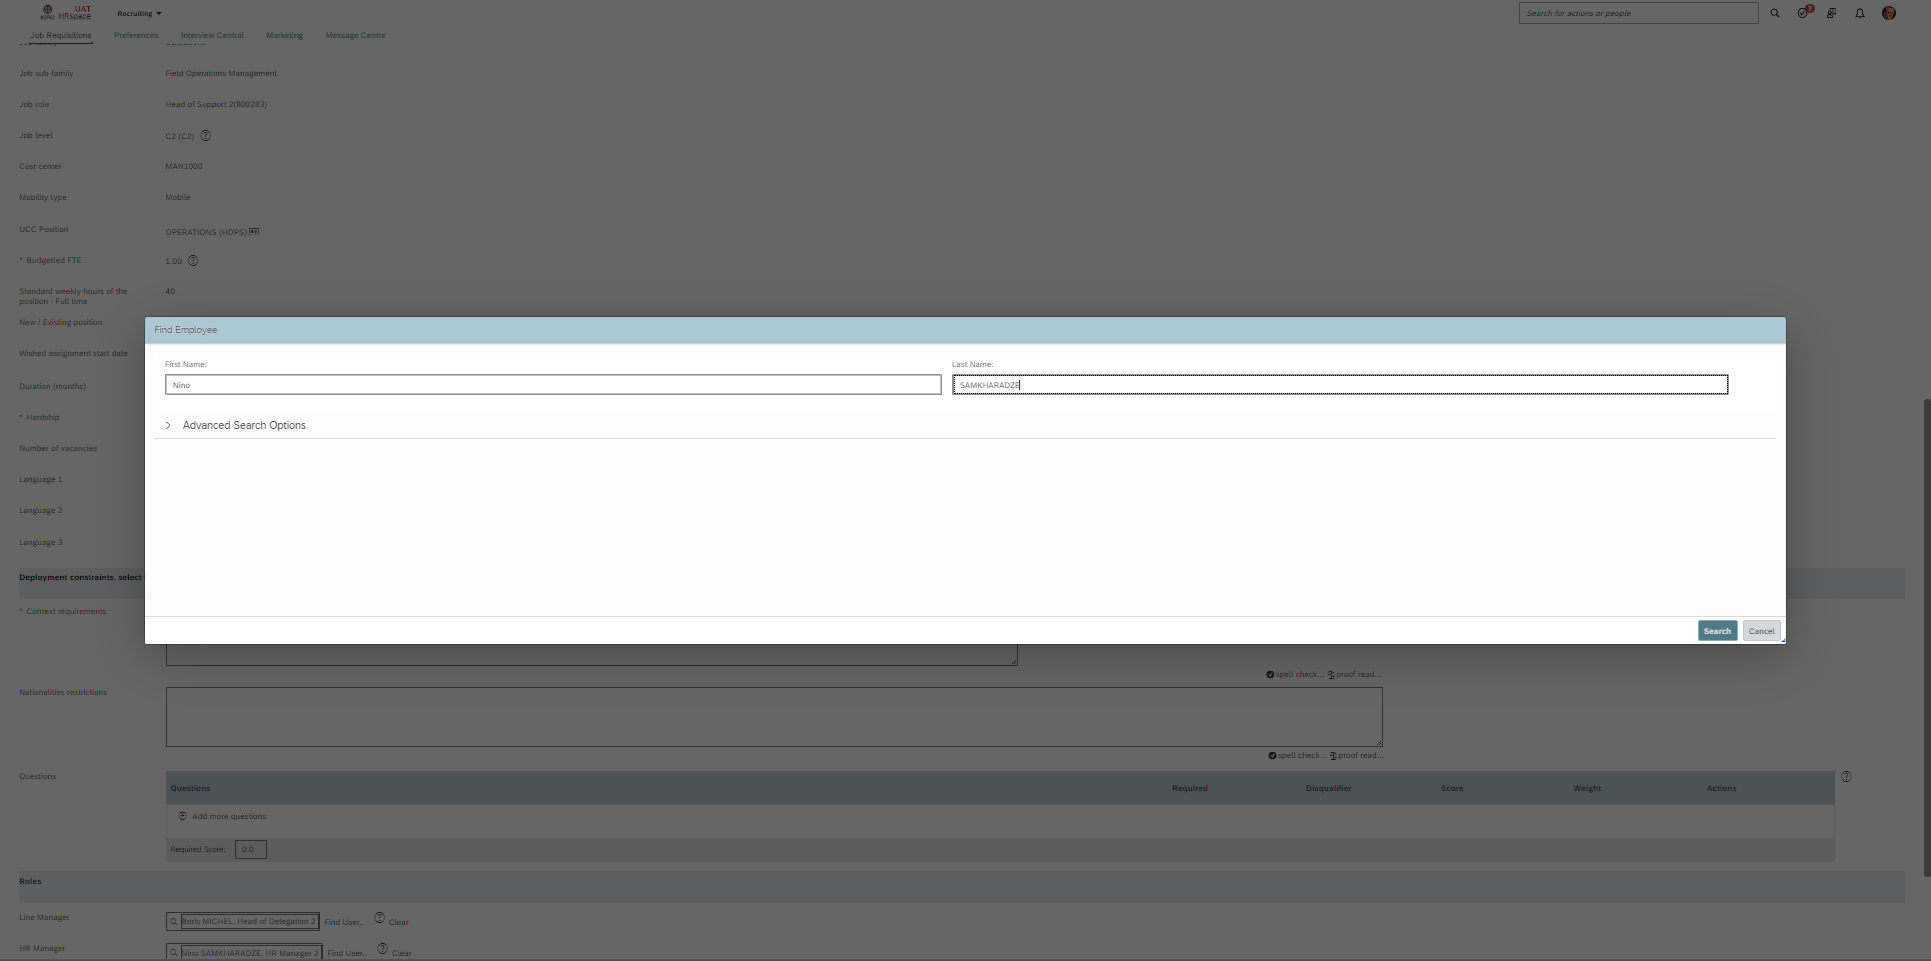 UAT
ICRC HRspace
Recruiting
Search for actions or people
7
Job Requisitions
Preferences
Interview Central
Marketing
Message Centre
Job sub-family
Field Operations Management
Job role
Head of Support 2(800283)
Job level
C2 (C2)
Cost center
MAN1000
Mobility type
Mobile
UCC Position
OPERATIONS (HOPS)
* Budgetted FTE
1.00
Standard weekly hours of the
position - Full time
40
New / Existing position
Wished assignment start date
Duration (months)
* Hardship
Number of vacancies
Language 1
Language 2
Language 3
Find Employee
First Name:
Last Name:
Nino
SAMKHARADZE
Advanced Search Options
Search
Cancel
Deployment constraints, select
* Context requirements
spell check... proof read...
Nationalities restrictions
spell check... proof read...
Questions
Questions
Required
Disqualifier
Score
Weight
Actions
Add more questions
Required Score:
0.0
Roles
Line Manager
Boris MICHEL, Head of Delegation 2
Find User..
Clear
HR Manager
Nino SAMKHARADZE, HR Manager 2
Find User..
Clear